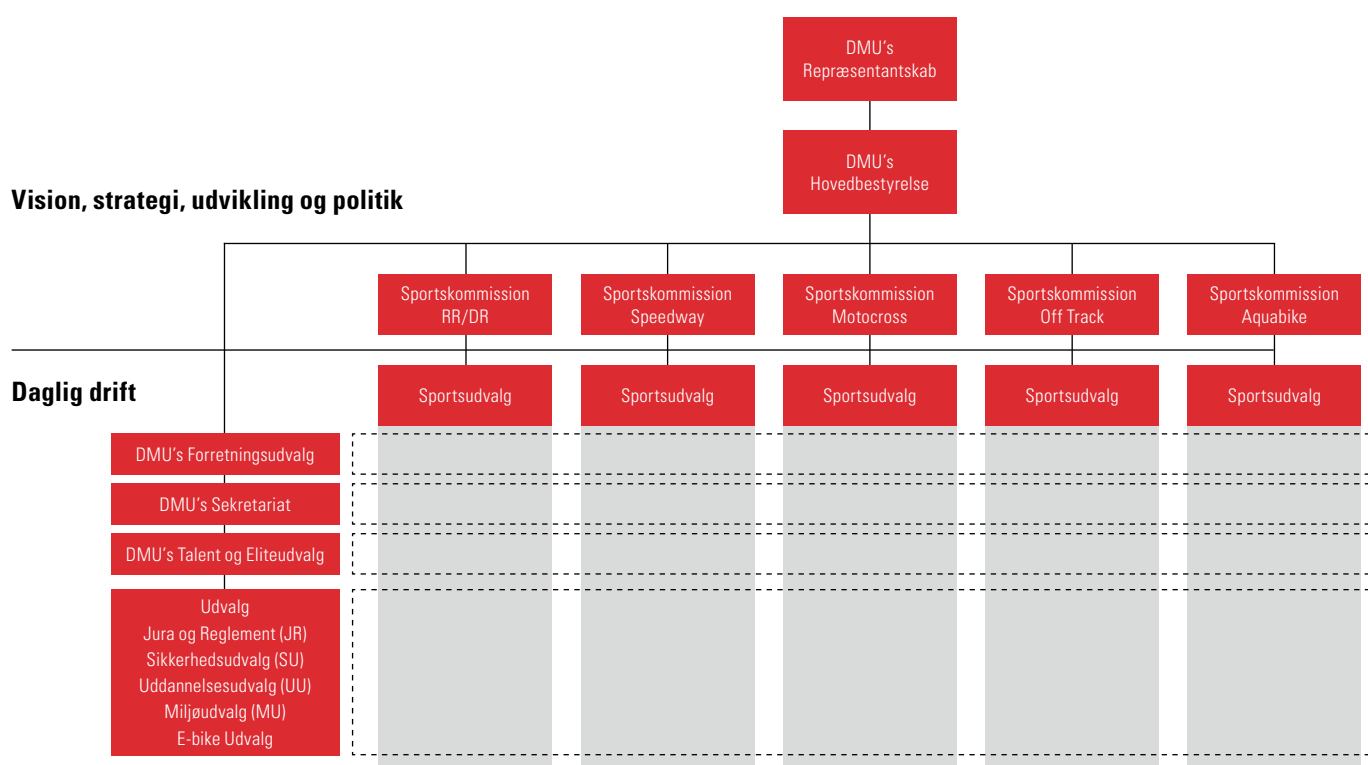 DMU's
Repræsentantskab
DMU's
Hovedbestyrelse
Vision, strategi, udvikling og politik
Sportskommission
RR/DR
Sportskommission
Speedway
Sportskommission
Motocross
Sportskommission
Off Track
Sportskommission
Aquabike
Daglig drift
Sportsudvalg
Sportsudvalg
Sportsudvalg
Sportsudvalg
Sportsudvalg
DMU's Forretningsudvalg
DMU's Sekretariat
DMU's Talent og Eliteudvalg
Udvalg
Jura og Reglement (JR)
Sikkerhedsudvalg (SU)
Uddannelsesudvalg (UU)
Miljøudvalg (MU)
E-bike Udvalg